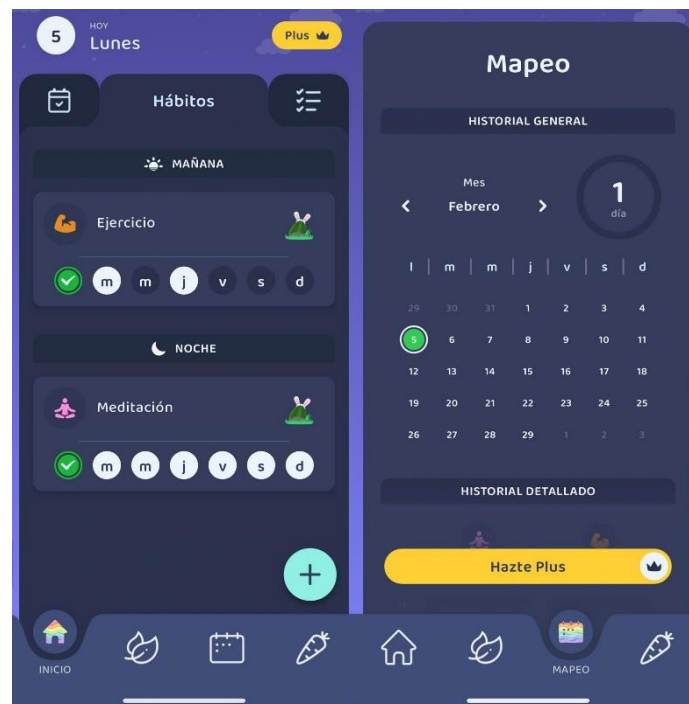 5
HOY
Lunes
Plus
Hábitos
MAÑANA
Ejercicio
m m j v s d
NOCHE
Meditación
m m j v s d
+
INICIO
Mapeo
HISTORIAL GENERAL
Mes
Febrero
1
día
l | m | m | j | v | s | d
29 30 31 1 2 3 4
5 6 7 8 9 10 11
12 13 14 15 16 17 18
19 20 21 22 23 24 25
26 27 28 29 1 2 3
HISTORIAL DETALLADO
Hazte Plus
MAPEO